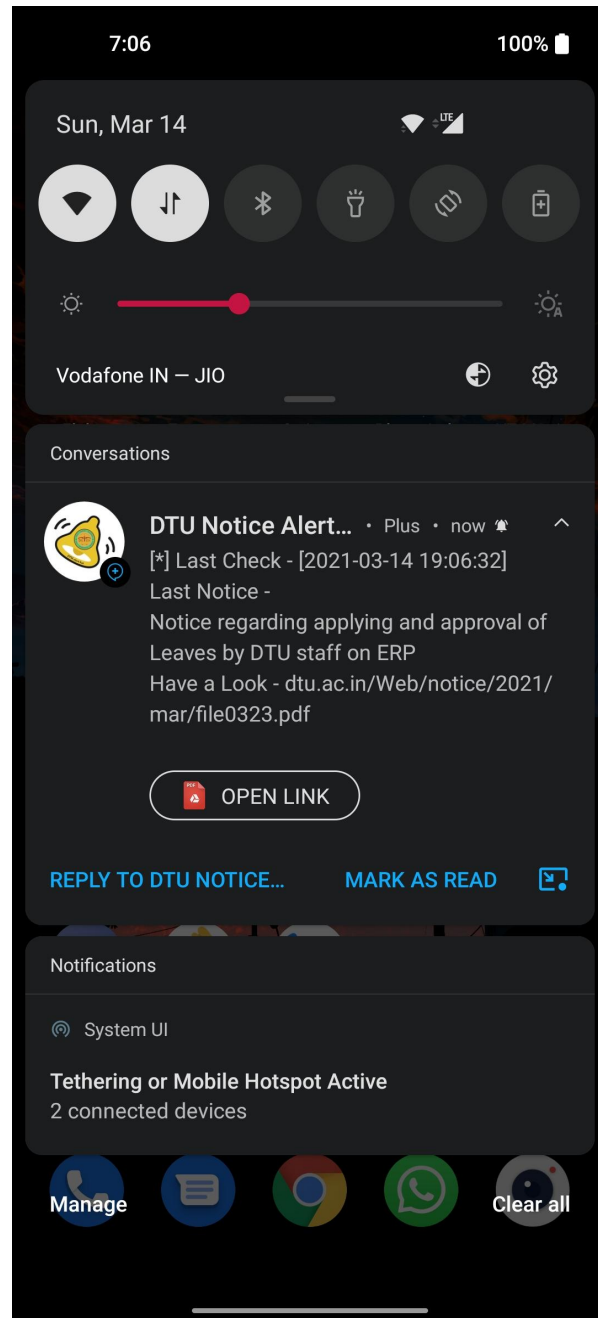 7:06 100%
Sun, Mar 14 LTE
A
Vodafone IN — JIO
Conversations
DTU Notice Alert... • Plus • now
[*] Last Check - [2021-03-14 19:06:32]
Last Notice -
Notice regarding applying and approval of
Leaves by DTU staff on ERP
Have a Look - dtu.ac.in/Web/notice/2021/
mar/file0323.pdf
PDF OPEN LINK
REPLY TO DTU NOTICE... MARK AS READ
Notifications
System UI
Tethering or Mobile Hotspot Active
2 connected devices
Manage Clear all